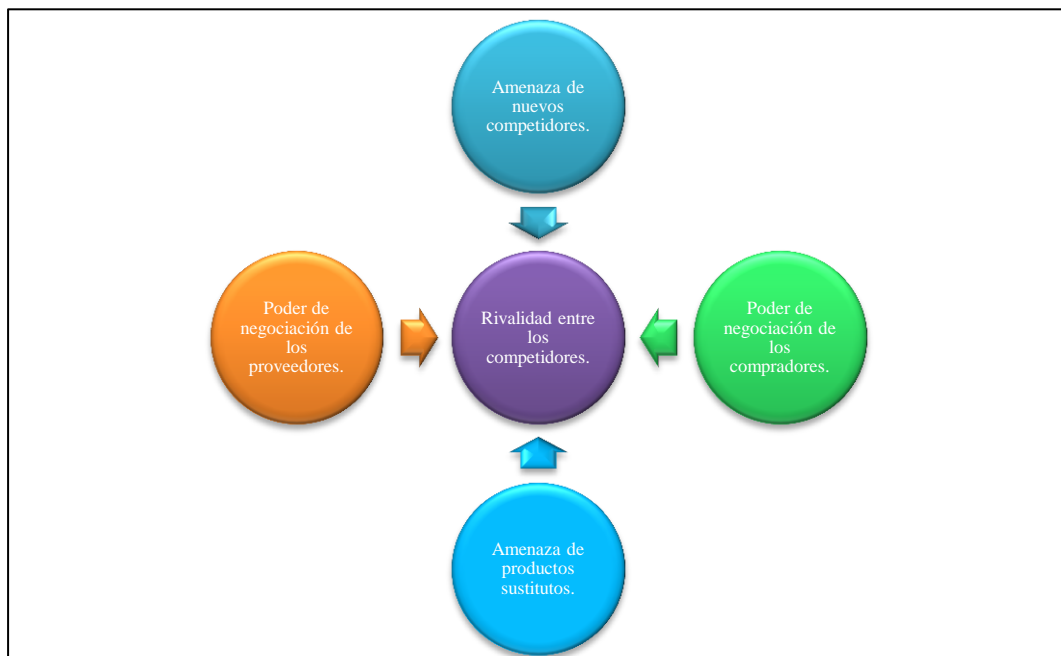 Amenaza de
nuevos
competidores.
Poder de
negociación de
los
proveedores.
Rivalidad entre
los
competidores.
Poder de
negociación de
los
compradores.
Amenaza de
productos
sustitutos.